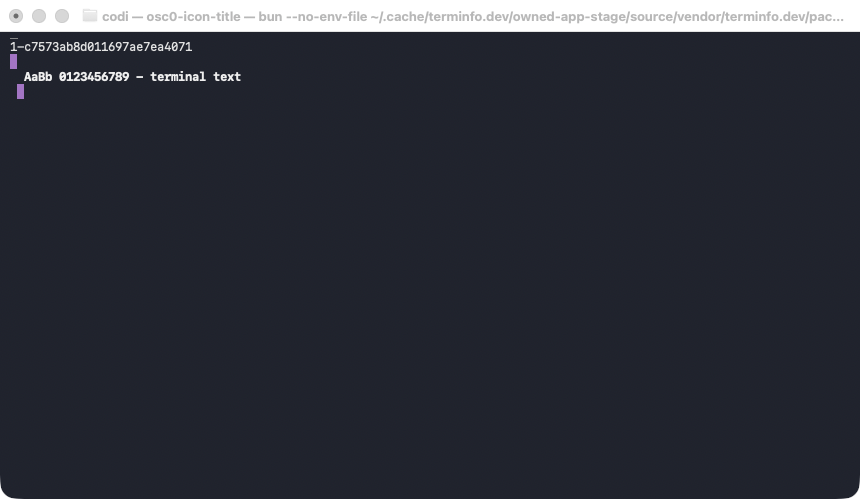 codi — osc0-icon-title — bun --no-env-file ~/.cache/terminfo.dev/owned-app-stage/source/vendor/terminfo.dev/pac...
1-c7573ab8d011697ae7ea4071
AaBb 0123456789 — terminal text